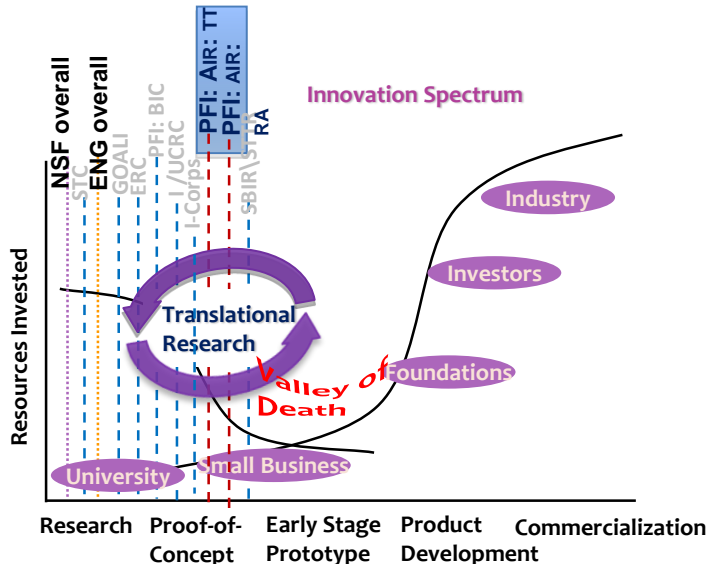 Innovation Spectrum
NSF overall
STC
ENG overall
GOALI
ERC
PFI: BIC
I /UCRC
I-Corps
PFI: AIR: TT
PFI: AIR:
RA
SBIR\STTR
Resources Invested
Industry
Investors
Foundations
Translational
Research
Valley of
Death
Small Business
University
Research
Proof-of-
Concept
Early Stage
Prototype
Product
Development
Commercialization